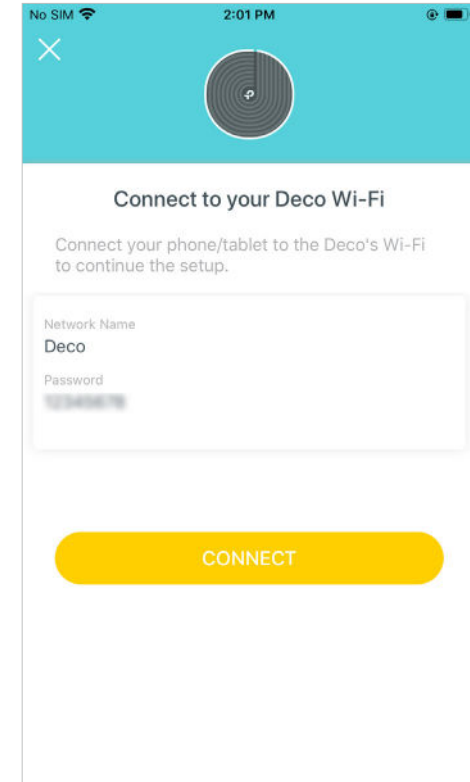 No SIM
2:01 PM
Connect to your Deco Wi-Fi
Connect your phone/tablet to the Deco's Wi-Fi
to continue the setup.
Network Name
Deco
Password
CONNECT